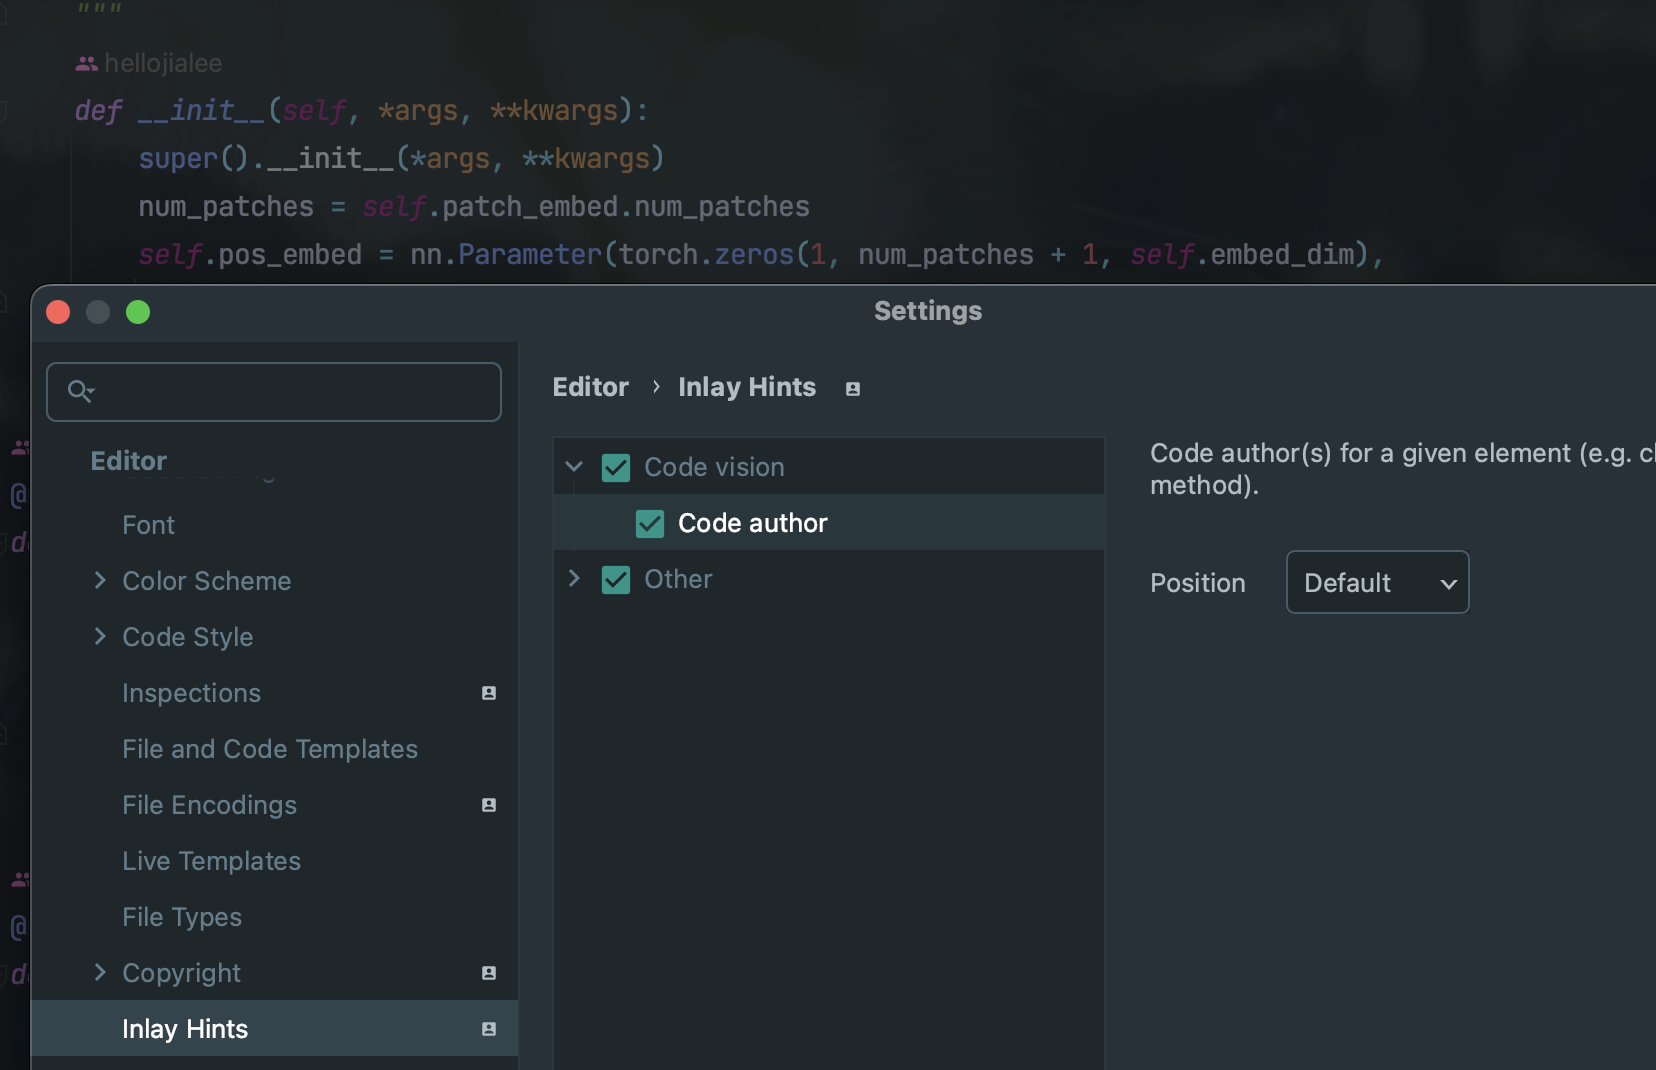 """
hellojialee
def __init__(self, *args, **kwargs):
super().__init__(*args, **kwargs)
num_patches = self.patch_embed.num_patches
self.pos_embed = nn.Parameter(torch.zeros(1, num_patches + 1, self.embed_dim),
Settings
Editor
Font
Color Scheme
Code Style
Inspections
File and Code Templates
File Encodings
Live Templates
File Types
Copyright
Inlay Hints
@
d
@
d
Editor › Inlay Hints
Code vision
Code author
Other
Code author(s) for a given element (e.g.
method).
Position Default